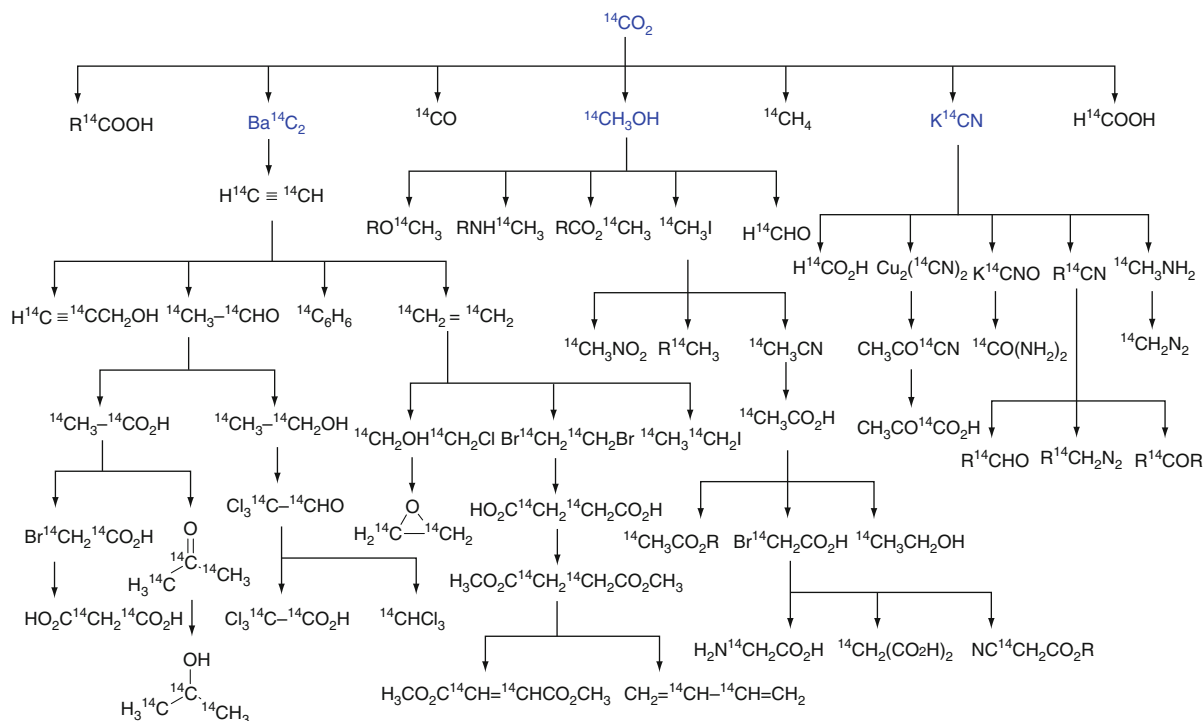 ¹⁴CO₂
R¹⁴COOH Ba¹⁴C₂ ¹⁴CO ¹⁴CH₃OH ¹⁴CH₄ K¹⁴CN H¹⁴COOH
H¹⁴C ≡ ¹⁴CH
RO¹⁴CH₃ RNH¹⁴CH₃ RCO₂¹⁴CH₃ ¹⁴CH₃I H¹⁴CHO
H¹⁴CO₂H Cu₂(¹⁴CN)₂ K¹⁴CNO R¹⁴CN ¹⁴CH₃NH₂
H¹⁴C ≡¹⁴CCH₂OH ¹⁴CH₃–¹⁴CHO ¹⁴C₆H₆ ¹⁴CH₂ = ¹⁴CH₂
¹⁴CH₃NO₂ R¹⁴CH₃ ¹⁴CH₃CN CH₃CO¹⁴CN ¹⁴CO(NH₂)₂ ¹⁴CH₂N₂
¹⁴CH₃–¹⁴CO₂H ¹⁴CH₃–¹⁴CH₂OH ¹⁴CH₂OH¹⁴CH₂Cl Br¹⁴CH₂¹⁴CH₂Br ¹⁴CH₃¹⁴CH₂I ¹⁴CH₃CO₂H CH₃CO¹⁴CO₂H
R¹⁴CHO R¹⁴CH₂N₂ R¹⁴COR
Cl₃¹⁴C–¹⁴CHO O HO₂C¹⁴CH₂¹⁴CH₂CO₂H
Br¹⁴CH₂¹⁴CO₂H O H₂¹⁴C ¹⁴CH₂ ¹⁴CH₃CO₂R Br¹⁴CH₂CO₂H ¹⁴CH₃CH₂OH
¹⁴C
H₃¹⁴C ¹⁴CH₃ H₃CO₂C¹⁴CH₂¹⁴CH₂CO₂CH₃
HO₂C¹⁴CH₂¹⁴CO₂H Cl₃¹⁴C–¹⁴CO₂H ¹⁴CHCl₃
H₂N¹⁴CH₂CO₂H ¹⁴CH₂(CO₂H)₂ NC¹⁴CH₂CO₂R
OH
¹⁴C
H₃¹⁴C ¹⁴CH₃ H₃CO₂C¹⁴CH=¹⁴CHCO₂CH₃ CH₂=¹⁴CH–¹⁴CH=CH₂